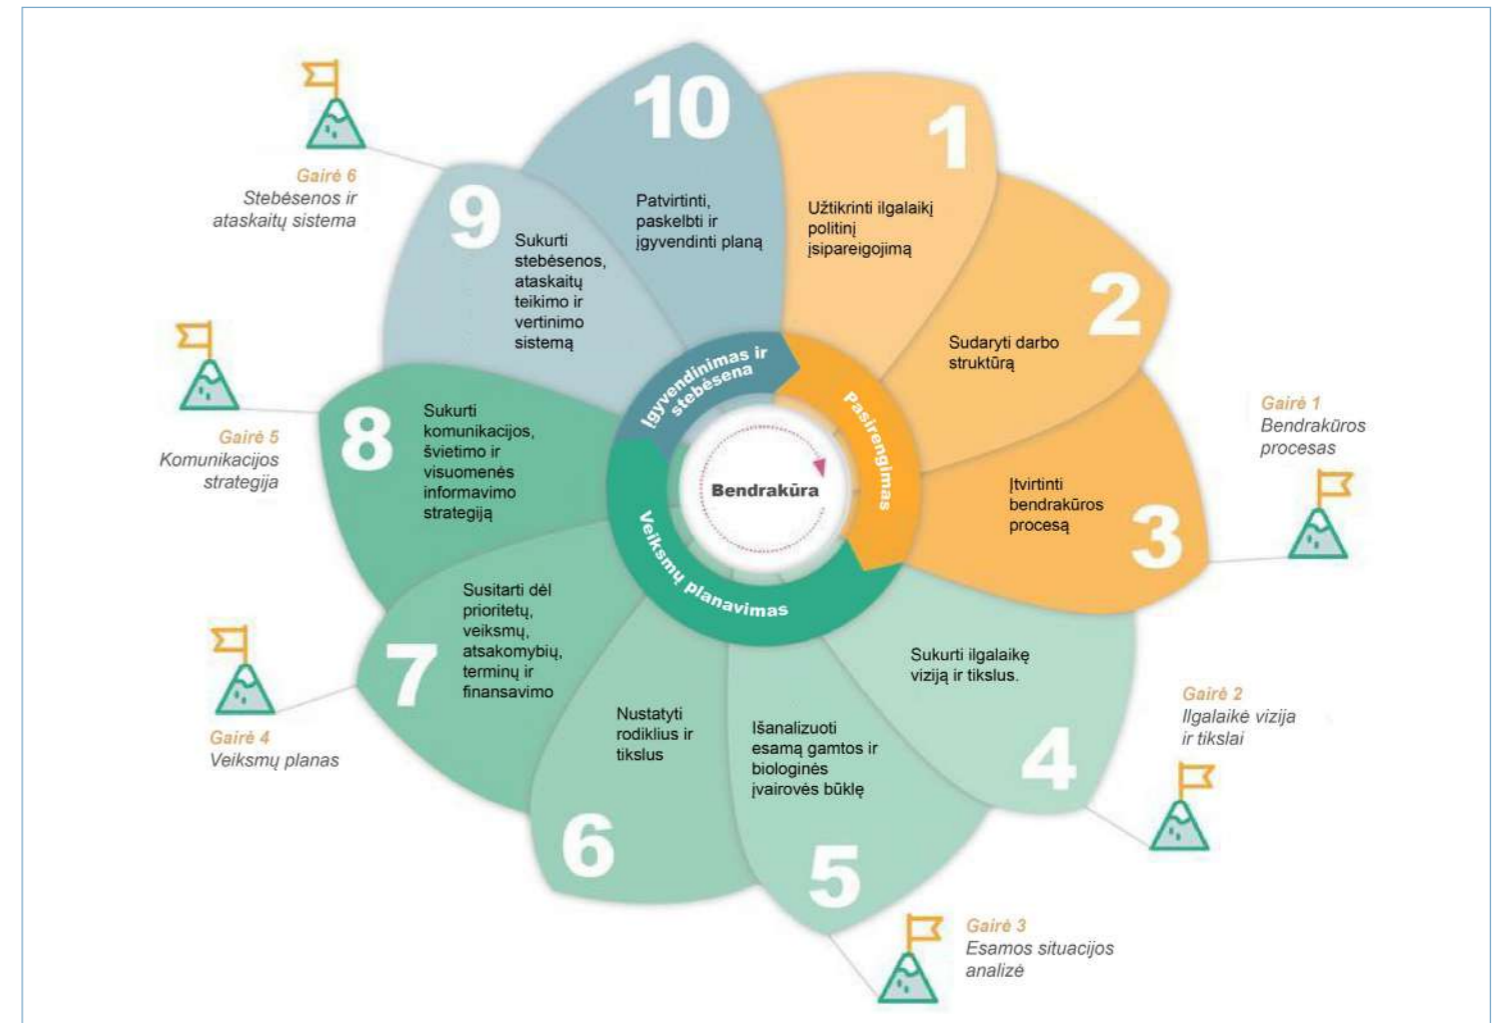 1
Užtikrinti ilgalaikį
politinį
įsipareigojimą
2
Sudaryti darbo
struktūrą
3
Įtvirtinti
bendrakūros
procesą
Gairė 1
Bendrakūros
procesas
4
Sukurti ilgalaikę
viziją ir tikslus.
Gairė 2
Ilgalaikė vizija
ir tikslai
5
Išanalizuoti
esamą gamtos ir
biologinės
įvairovės būklę
Gairė 3
Esamos situacijos
analizė
6
Nustatyti
rodiklius ir
tikslus
7
Susitarti dėl
prioritetų,
veiksmų,
atsakomybių,
terminų ir
finansavimo
Gairė 4
Veiksmų planas
8
Sukurti
komunikacijos,
švietimo ir
visuomenės
informavimo
strategiją
Gairė 5
Komunikacijos
strategija
9
Sukurti
stebėsenos,
ataskaitų
teikimo ir
vertinimo
sistemą
Gairė 6
Stebėsenos ir
ataskaitų sistema
10
Patvirtinti,
paskelbti ir
įgyvendinti planą
Pasirengimas
Veiksmų planavimas
Įgyvendinimas ir
stebėsena
Bendrakūra